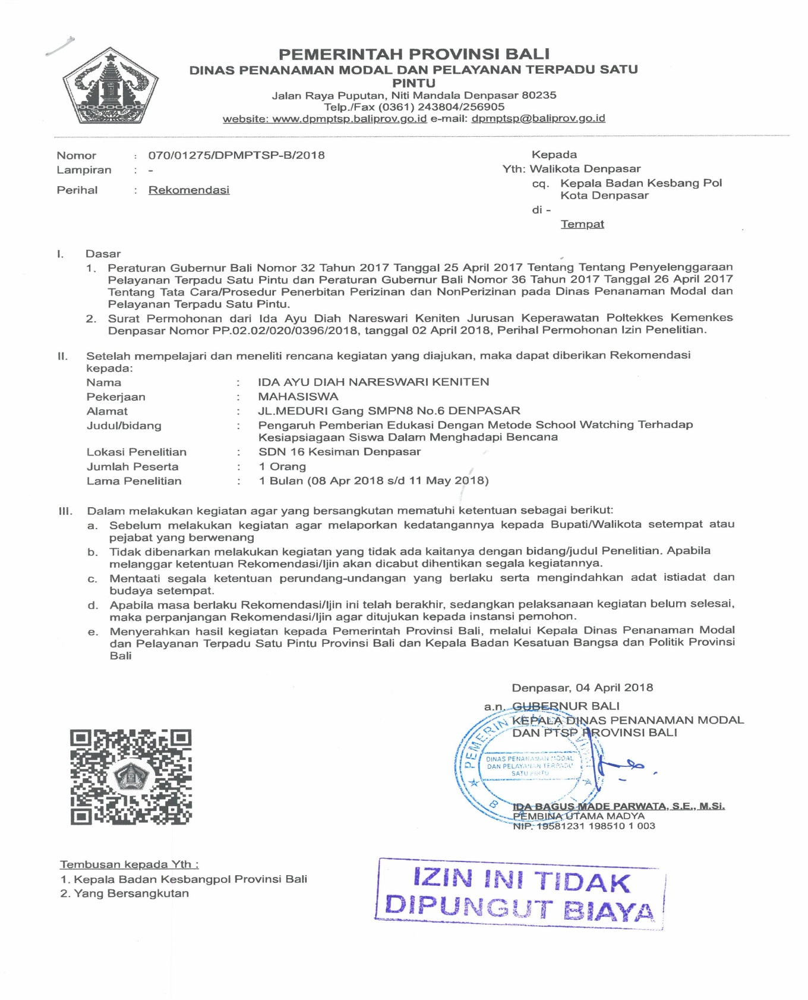 PEMERINTAH PROVINSI BALI
DINAS PENANAMAN MODAL DAN PELAYANAN TERPADU SATU
PINTU
Jalan Raya Puputan, Niti Mandala Denpasar 80235
Telp./Fax (0361) 243804/256905
website: www.dpmptsp.baliprov.go.id e-mail: dpmptsp@baliprov.go.id
Nomor : 070/01275/DPMPTSP-B/2018
Lampiran : -
Perihal : Rekomendasi
Kepada
Yth: Walikota Denpasar
cq. Kepala Badan Kesbang Pol
Kota Denpasar
di -
Tempat
I. Dasar
1. Peraturan Gubernur Bali Nomor 32 Tahun 2017 Tanggal 25 April 2017 Tentang Tentang Penyelenggaraan
Pelayanan Terpadu Satu Pintu dan Peraturan Gubernur Bali Nomor 36 Tahun 2017 Tanggal 26 April 2017
Tentang Tata Cara/Prosedur Penerbitan Perizinan dan NonPerizinan pada Dinas Penanaman Modal dan
Pelayanan Terpadu Satu Pintu.
2. Surat Permohonan dari Ida Ayu Diah Nareswari Keniten Jurusan Keperawatan Poltekkes Kemenkes
Denpasar Nomor PP.02.02/020/0396/2018, tanggal 02 April 2018, Perihal Permohonan Izin Penelitian.
II. Setelah mempelajari dan meneliti rencana kegiatan yang diajukan, maka dapat diberikan Rekomendasi
kepada:
Nama : IDA AYU DIAH NARESWARI KENITEN
Pekerjaan : MAHASISWA
Alamat : JL.MEDURI Gang SMPN8 No.6 DENPASAR
Judul/bidang : Pengaruh Pemberian Edukasi Dengan Metode School Watching Terhadap
Kesiapsiagaan Siswa Dalam Menghadapi Bencana
Lokasi Penelitian : SDN 16 Kesiman Denpasar
Jumlah Peserta : 1 Orang
Lama Penelitian : 1 Bulan (08 Apr 2018 s/d 11 May 2018)
III. Dalam melakukan kegiatan agar yang bersangkutan mematuhi ketentuan sebagai berikut:
a. Sebelum melakukan kegiatan agar melaporkan kedatangannya kepada Bupati/Walikota setempat atau
pejabat yang berwenang
b. Tidak dibenarkan melakukan kegiatan yang tidak ada kaitanya dengan bidang/judul Penelitian. Apabila
melanggar ketentuan Rekomendasi/Ijin akan dicabut dihentikan segala kegiatannya.
c. Mentaati segala ketentuan perundang-undangan yang berlaku serta mengindahkan adat istiadat dan
budaya setempat.
d. Apabila masa berlaku Rekomendasi/Ijin ini telah berakhir, sedangkan pelaksanaan kegiatan belum selesai,
maka perpanjangan Rekomendasi/Ijin agar ditujukan kepada instansi pemohon.
e. Menyerahkan hasil kegiatan kepada Pemerintah Provinsi Bali, melalui Kepala Dinas Penanaman Modal
dan Pelayanan Terpadu Satu Pintu Provinsi Bali dan Kepala Badan Kesatuan Bangsa dan Politik Provinsi
Bali
Denpasar, 04 April 2018
a.n. GUBERNUR BALI
KEPALA DINAS PENANAMAN MODAL
DAN PTSP PROVINSI BALI
DINAS PENANAMAN MODAL
DAN PELAYANAN TERPADU
SATU PINTU
IDA BAGUS MADE PARWATA, S.E., M.Si.
PEMBINA UTAMA MADYA
NIP. 19581231 198510 1 003
Tembusan kepada Yth :
1. Kepala Badan Kesbangpol Provinsi Bali
2. Yang Bersangkutan
IZIN INI TIDAK
DIPUNGUT BIAYA